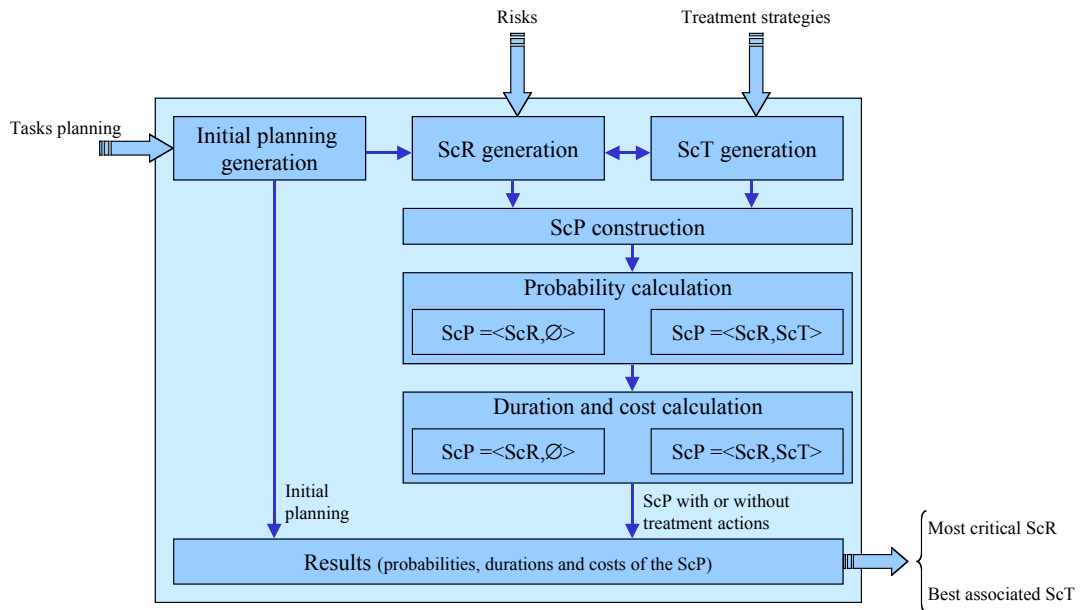 Risks
Treatment strategies
Tasks planning
Initial planning
generation
ScR generation
ScT generation
ScP construction
Probability calculation
ScP =<ScR,∅>
ScP =<ScR,ScT>
Duration and cost calculation
ScP =<ScR,∅>
ScP =<ScR,ScT>
Initial
planning
ScP with or without
treatment actions
Results (probabilities, durations and costs of the ScP)
Most critical ScR
Best associated ScT